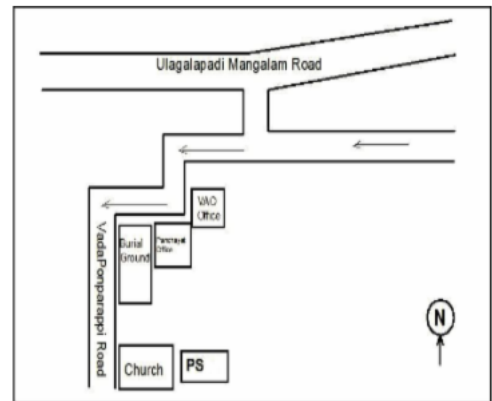 Ulagalapadi Mangalam Road
VAO
Office
Panchayat
Office
Burial
Ground
VadaPonparappi Road
Church
PS
N